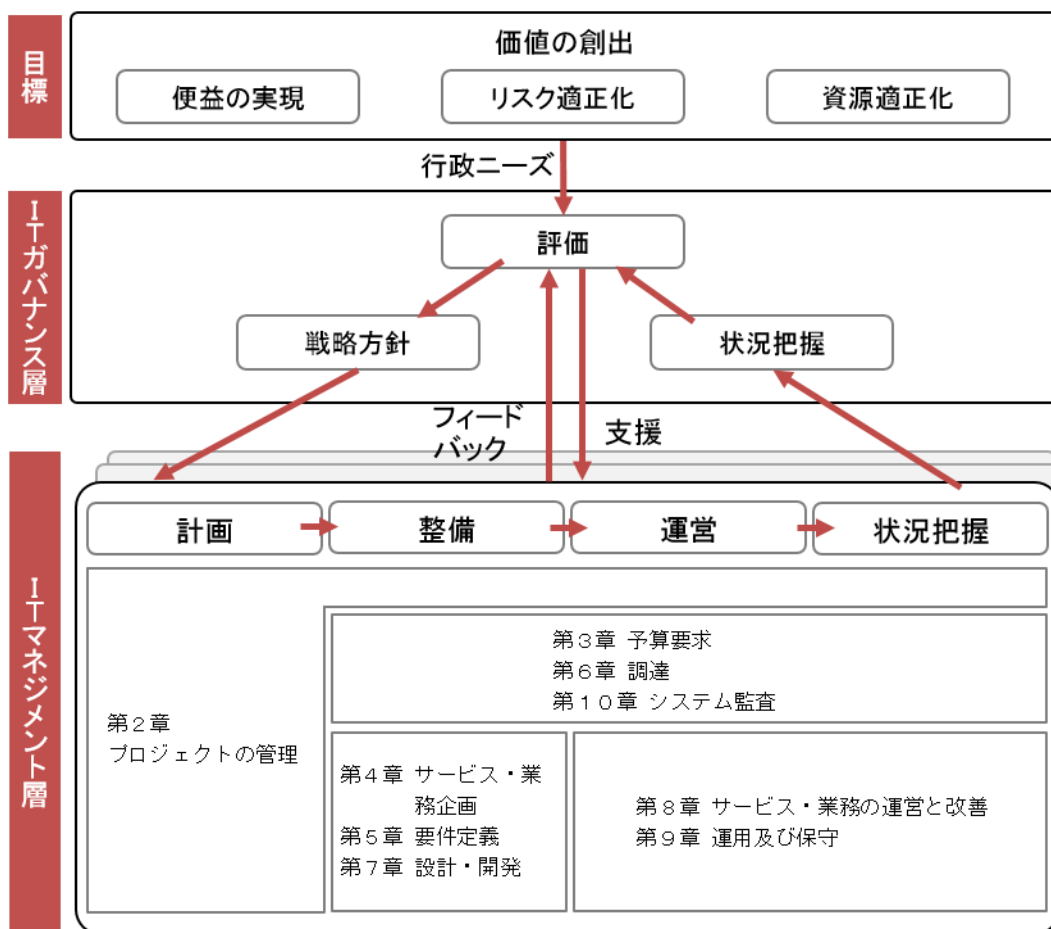 目標
価値の創出
便益の実現
リスク適正化
資源適正化
行政ニーズ
ITガバナンス層
評価
戦略方針
状況把握
フィード
バック
支援
ITマネジメント層
計画
整備
運営
状況把握
第2章
プロジェクトの管理
第3章 予算要求
第6章 調達
第10章 システム監査
第4章 サービス・業
務企画
第5章 要件定義
第7章 設計・開発
第8章 サービス・業務の運営と改善
第9章 運用及び保守